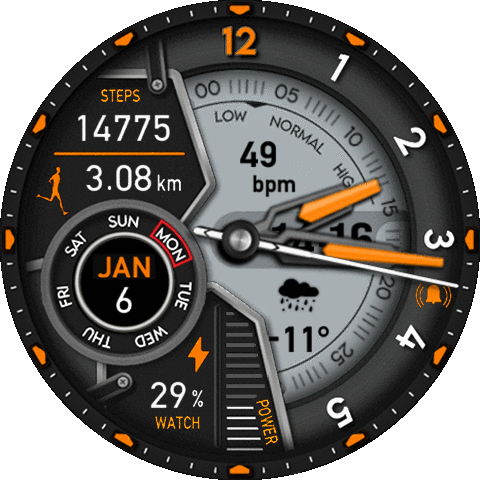 12
1
2
3
4
5
00
05
10
15
20
25
LOW
NORMAL
STEPS
14775
3.08 km
49
bpm
SUN
MON
TUE
WED
THU
FRI
SAT
JAN
6
-11°
29 %
WATCH
POWER